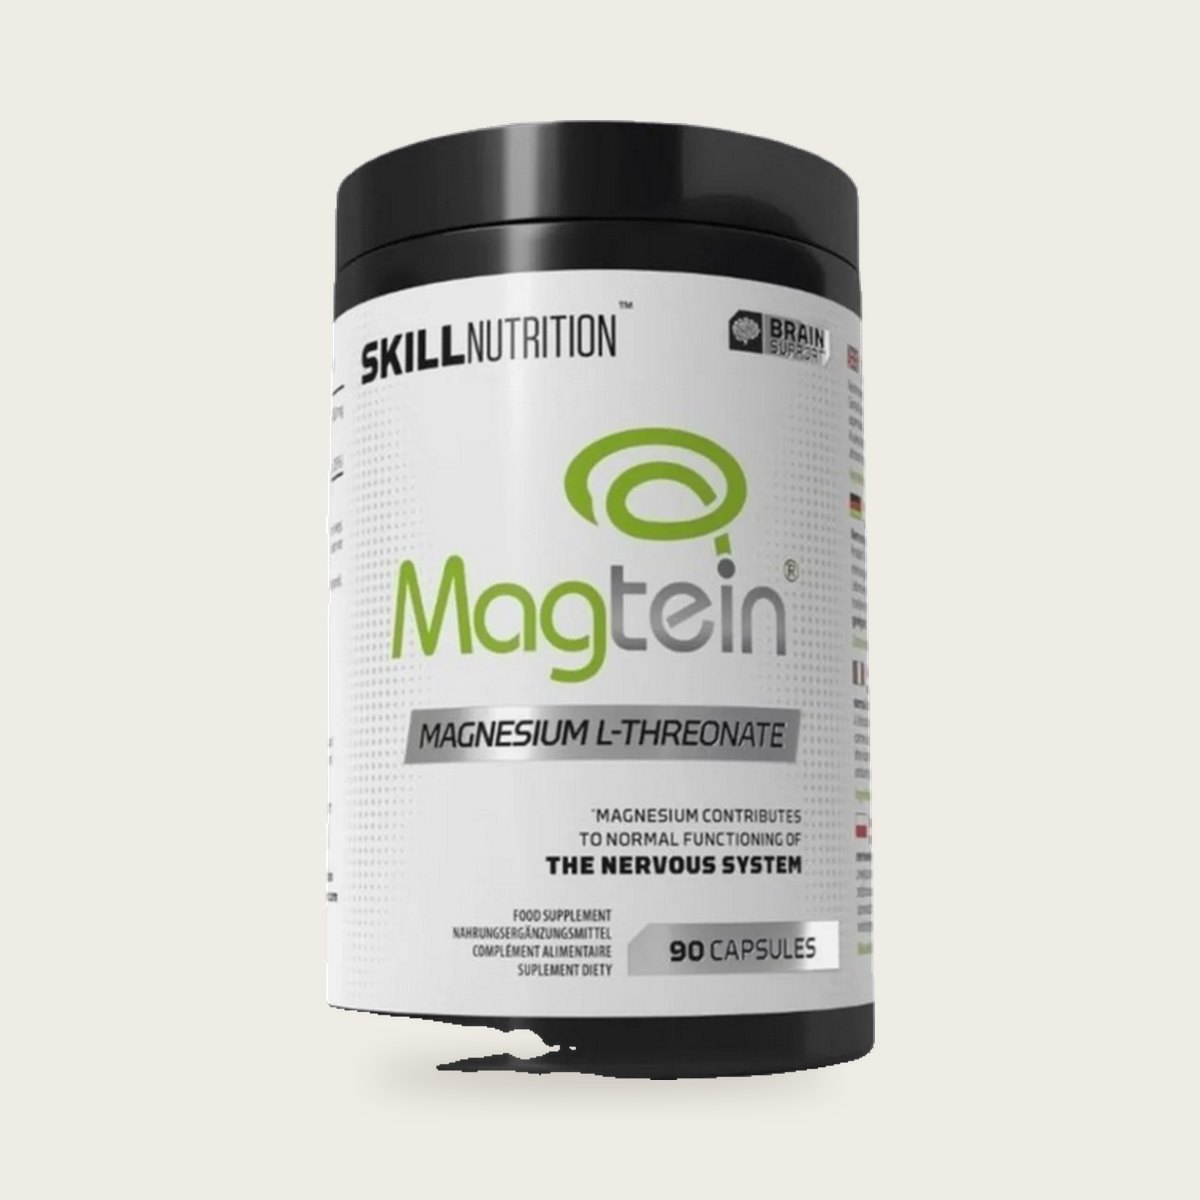 SKILLNUTRITION™
BRAIN
SUPPORT
Magtein®
MAGNESIUM L-THREONATE
*MAGNESIUM CONTRIBUTES
TO NORMAL FUNCTIONING OF
THE NERVOUS SYSTEM
FOOD SUPPLEMENT
NAHRUNGSERGÄNZUNGSMITTEL
COMPLÉMENT ALIMENTAIRE
SUPLEMENT DIETY
90 CAPSULES